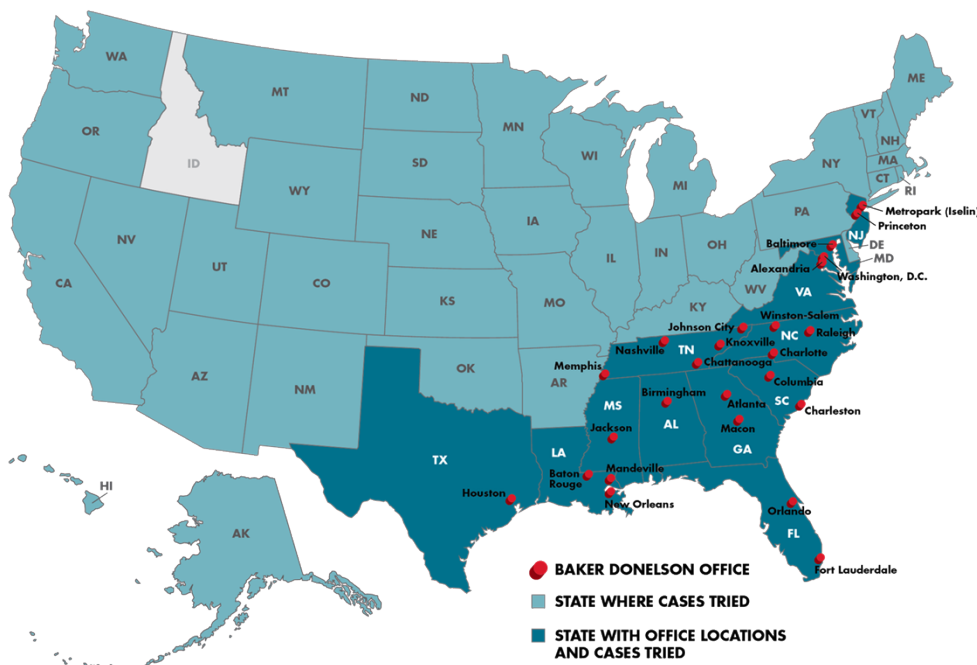 WA
MT
ND
MN
ME
OR
ID
SD
WI
VT
NH
NY
MA
CT
RI
WY
MI
IA
PA
Metropark (Iselin)
Princeton
NE
NJ
NV
OH
Baltimore
DE
IL
IN
MD
UT
Alexandria
Washington, D.C.
CA
CO
WV
VA
KS
MO
KY
Winston-Salem
Johnson City
NC
Raleigh
Knoxville
Nashville
TN
Charlotte
Chattanooga
Memphis
AZ
OK
NM
AR
Columbia
Birmingham
SC
MS
Atlanta
Charleston
Jackson
AL
Macon
GA
LA
TX
Baton
Rouge
Mandeville
HI
Houston
New Orleans
Orlando
AK
FL
Fort Lauderdale
BAKER DONELSON OFFICE
STATE WHERE CASES TRIED
STATE WITH OFFICE LOCATIONS
AND CASES TRIED